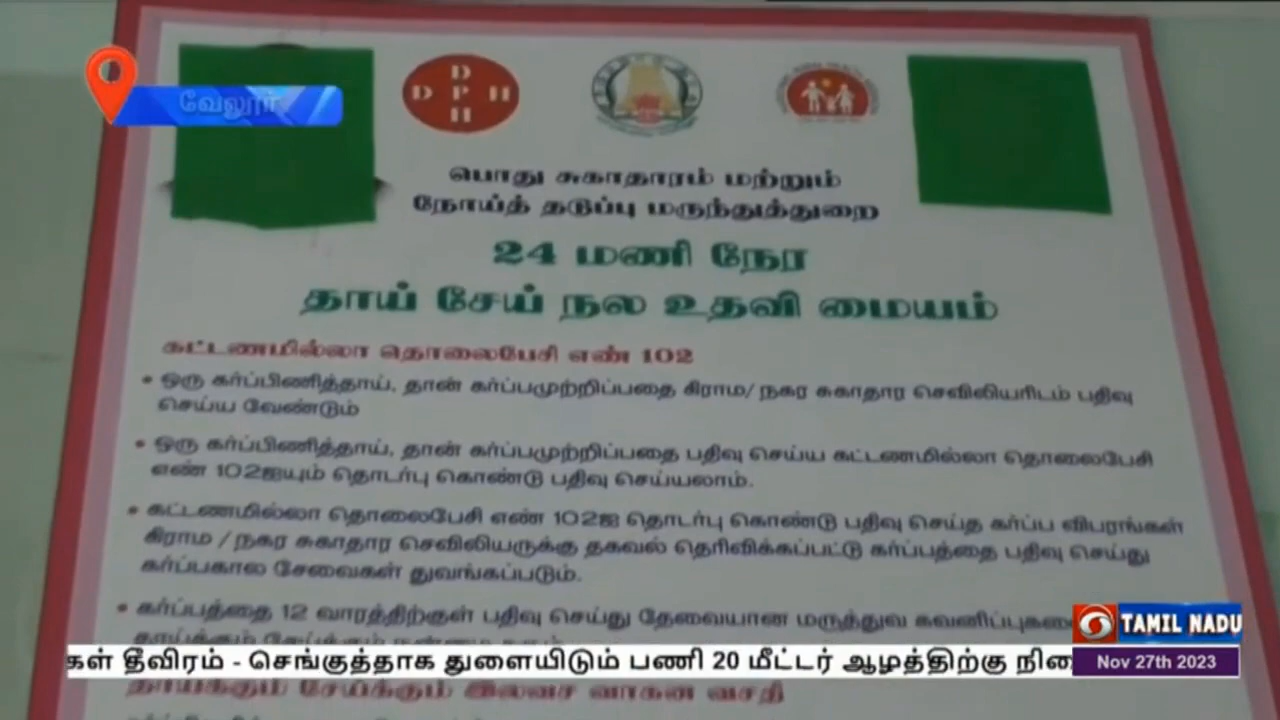 வேலூர்
D
D P H
H
பொது சுகாதாரம் மற்றும்
நோய்த் தடுப்பு மருந்துத்துறை
24 மணி நேர
தாய் சேய் நல உதவி மையம்
கட்டணமில்லா தொலைபேசி எண் 102
• ஒரு கர்ப்பிணித்தாய், தான் கர்ப்பமுற்றிப்பதை கிராம/ நகர சுகாதார செவிலியரிடம் பதிவு
செய்ய வேண்டும்
• ஒரு கர்ப்பிணித்தாய், தான் கர்ப்பமுற்றிப்பதை பதிவு செய்ய கட்டணமில்லா தொலைபேசி
எண் 102ஐயும் தொடர்பு கொண்டு பதிவு செய்யலாம்.
• கட்டணமில்லா தொலைபேசி எண் 102ஐ தொடர்பு கொண்டு பதிவு செய்த கர்ப்ப விபரங்கள்
கிராம / நகர சுகாதார செவிலியருக்கு தகவல் தெரிவிக்கப்பட்டு கர்ப்பத்தை பதிவு செய்து
கர்ப்பகால சேவைகள் துவங்கப்படும்.
• கர்ப்பத்தை 12 வாரத்திற்குள் பதிவு செய்து தேவையான மருத்துவ
TAMIL NADU
கள் தீவிரம் - செங்குத்தாக துளையிடும் பணி 20 மீட்டர் ஆழத்திற்கு
Nov 27th 2023
தாய்க்கும் சேய்க்கும் இலவச வாகன வசதி